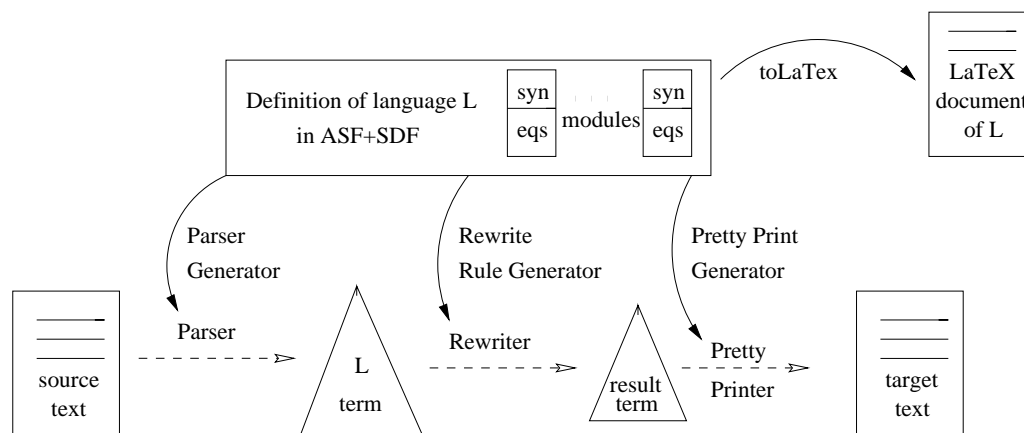 toLaTex
LaTeX
document
of L
Definition of language L
in ASF+SDF
syn
eqs
modules
syn
eqs
Parser
Generator
Rewrite
Rule Generator
Pretty Print
Generator
source
text
Parser
L
term
Rewriter
result
term
Pretty
Printer
target
text